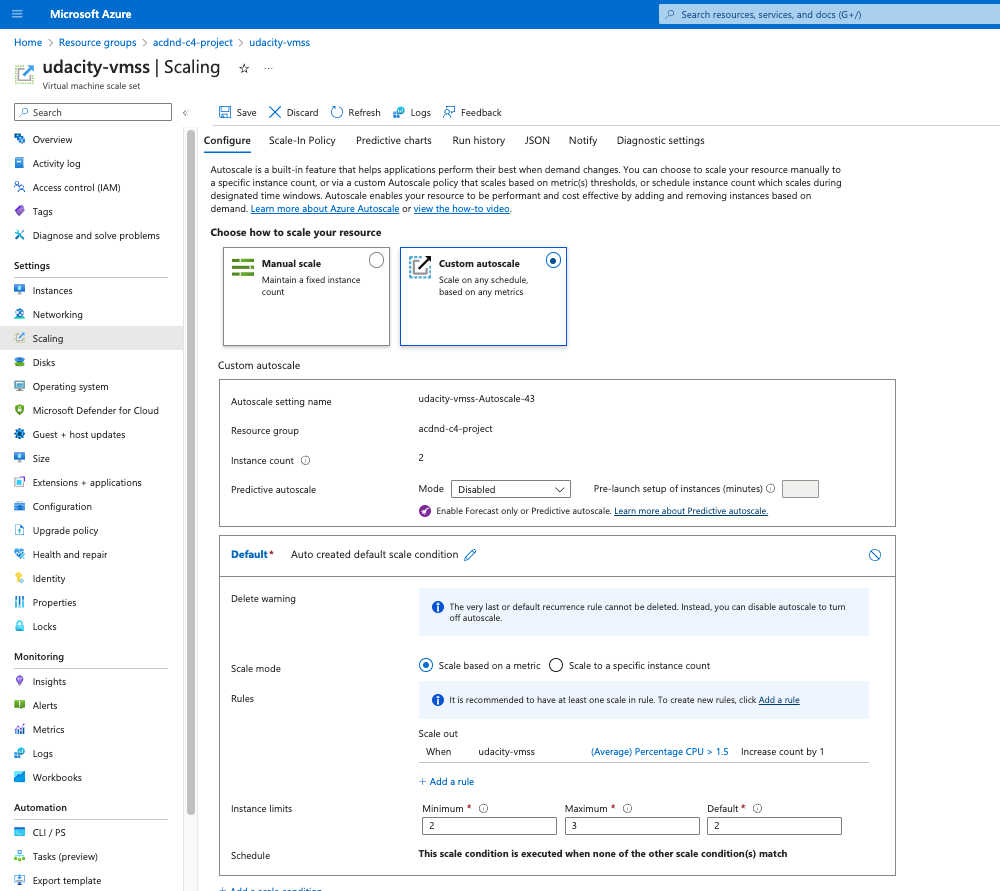 Microsoft Azure
Search resources, services, and docs (G+/)
Home > Resource groups > acdnd-c4-project > udacity-vmss
udacity-vmss | Scaling
Virtual machine scale set
Search
Overview
Activity log
Access control (IAM)
Tags
Diagnose and solve problems
Settings
Instances
Networking
Scaling
Disks
Operating system
Microsoft Defender for Cloud
Guest + host updates
Size
Extensions + applications
Configuration
Upgrade policy
Health and repair
Identity
Properties
Locks
Monitoring
Insights
Alerts
Metrics
Logs
Workbooks
Automation
CLI / PS
Tasks (preview)
Export template
Save Discard Refresh Logs Feedback
Configure Scale-In Policy Predictive charts Run history JSON Notify Diagnostic settings
Autoscale is a built-in feature that helps applications perform their best when demand changes. You can choose to scale your resource manually to
a specific instance count, or via a custom Autoscale policy that scales based on metric(s) thresholds, or schedule instance count which scales during
designated time windows. Autoscale enables your resource to be performant and cost effective by adding and removing instances based on
demand. Learn more about Azure Autoscale or view the how-to video.
Choose how to scale your resource
Manual scale
Maintain a fixed instance
count
Custom autoscale
Scale on any schedule,
based on any metrics
Custom autoscale
Autoscale setting name udacity-vmss-Autoscale-43
Resource group acdnd-c4-project
Instance count 2
Predictive autoscale Mode Disabled Pre-launch setup of instances (minutes)
Enable Forecast only or Predictive autoscale. Learn more about Predictive autoscale.
Default* Auto created default scale condition
Delete warning
The very last or default recurrence rule cannot be deleted. Instead, you can disable autoscale to turn
off autoscale.
Scale mode Scale based on a metric Scale to a specific instance count
Rules It is recommended to have at least one scale in rule. To create new rules, click Add a rule
Scale out
When udacity-vmss (Average) Percentage CPU > 1.5 Increase count by 1
+ Add a rule
Instance limits Minimum * Maximum * Default *
2 3 2
Schedule This scale condition is executed when none of the other scale condition(s) match
+ Add a scale condition